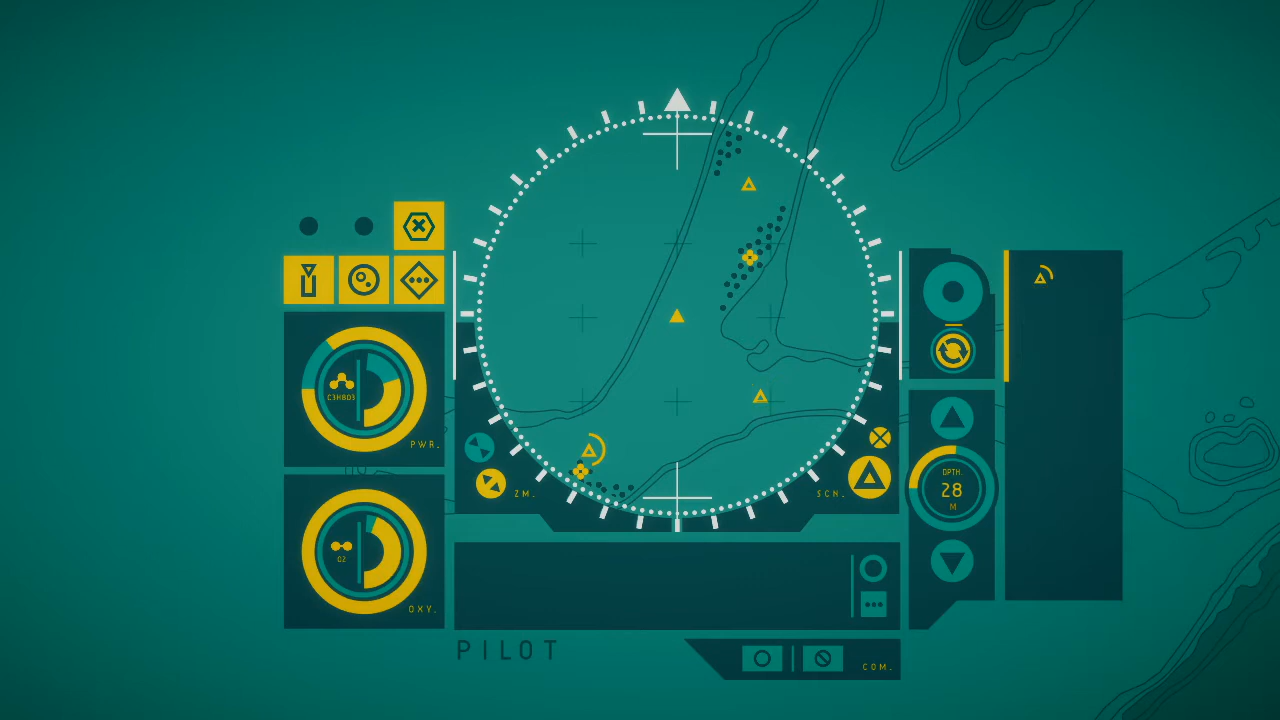 C3H8O3
PWR.
O2
OXY.
ZM.
SCN.
DPTH.
28
M
PILOT
COM.